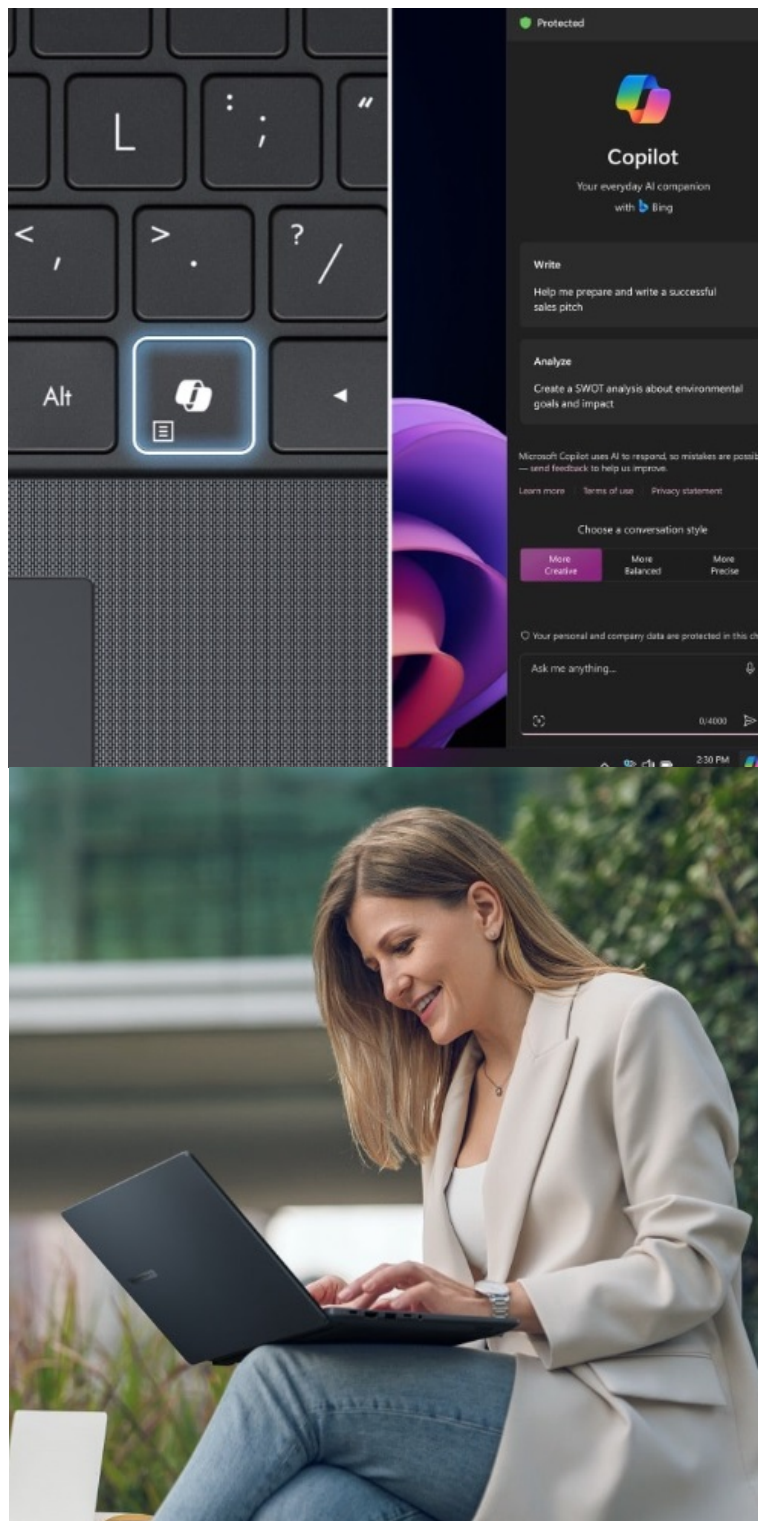 L
:
;
"
<
,
>
.
?
/
Alt
Protected
Copilot
Your everyday AI companion
with Bing
Write
Help me prepare and write a successful
sales pitch
Analyze
Create a SWOT analysis about environmental
goals and impact
Microsoft Copilot uses AI to respond, so mistakes are
— send feedback to help us improve.
Learn more Terms of use Privacy statement
Choose a conversation style
More
Creative
More
Balanced
More
Precise
Your personal and company data are protected in this
Ask me anything...
0/4000
2:30 PM